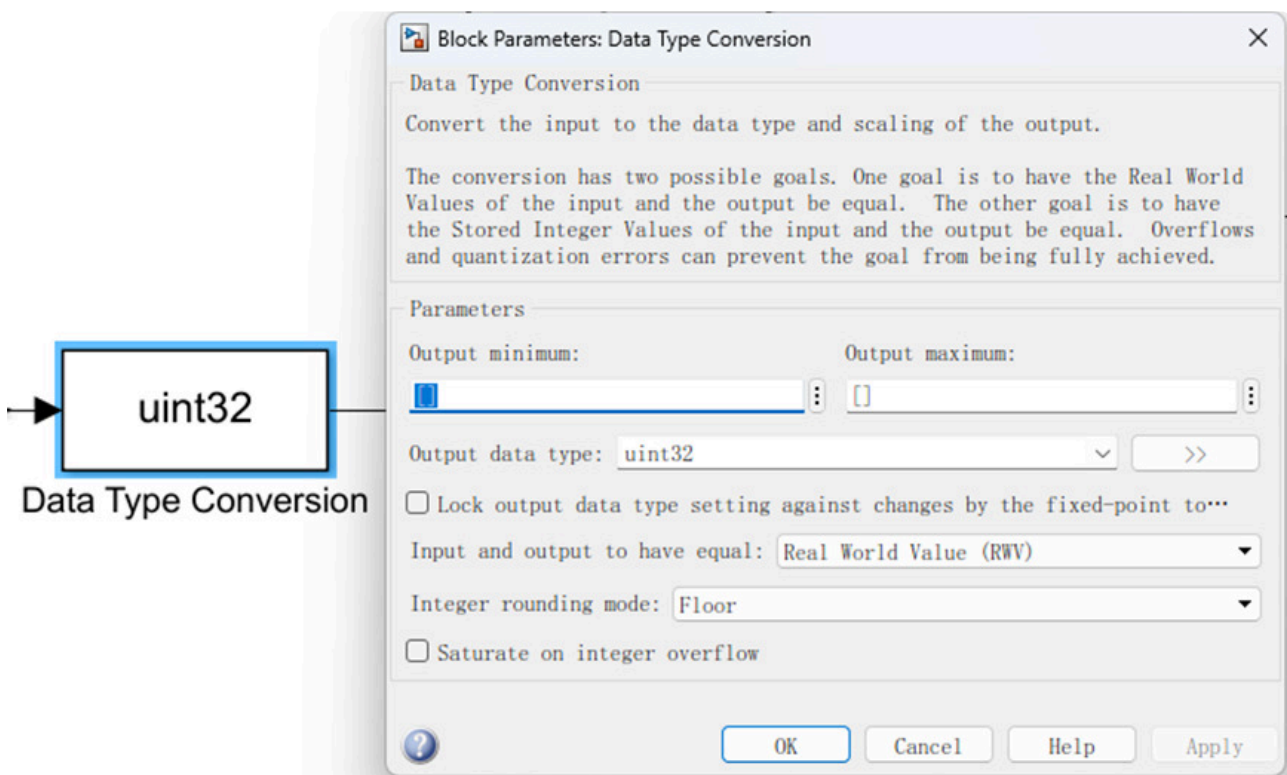 Block Parameters: Data Type Conversion
Data Type Conversion
Convert the input to the data type and scaling of the output.
The conversion has two possible goals. One goal is to have the Real World
Values of the input and the output be equal.  The other goal is to have
the Stored Integer Values of the input and the output be equal.  Overflows
and quantization errors can prevent the goal from being fully achieved.
Parameters
Output minimum: Output maximum:
[] []
Output data type: uint32 >>
Lock output data type setting against changes by the fixed-point to…
Input and output to have equal: Real World Value (RWV)
Integer rounding mode: Floor
Saturate on integer overflow
? OK Cancel Help Apply
uint32
Data Type Conversion